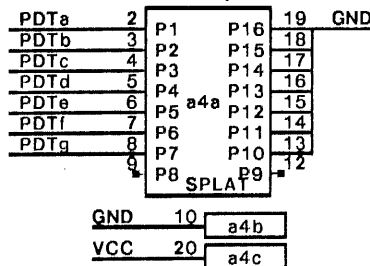 PDTa 2 P1 P16 19 GND
PDTb 3 P2 P15 18
PDTc 4 P3 P14 17
PDTd 5 P4 P13 16
PDTe 6 P5 a4a P12 15
PDTf 7 P6 P11 14
PDTg 8 P7 P10 13
9 P8 P9 12
SPLAT
GND 10 a4b
VCC 20 a4c